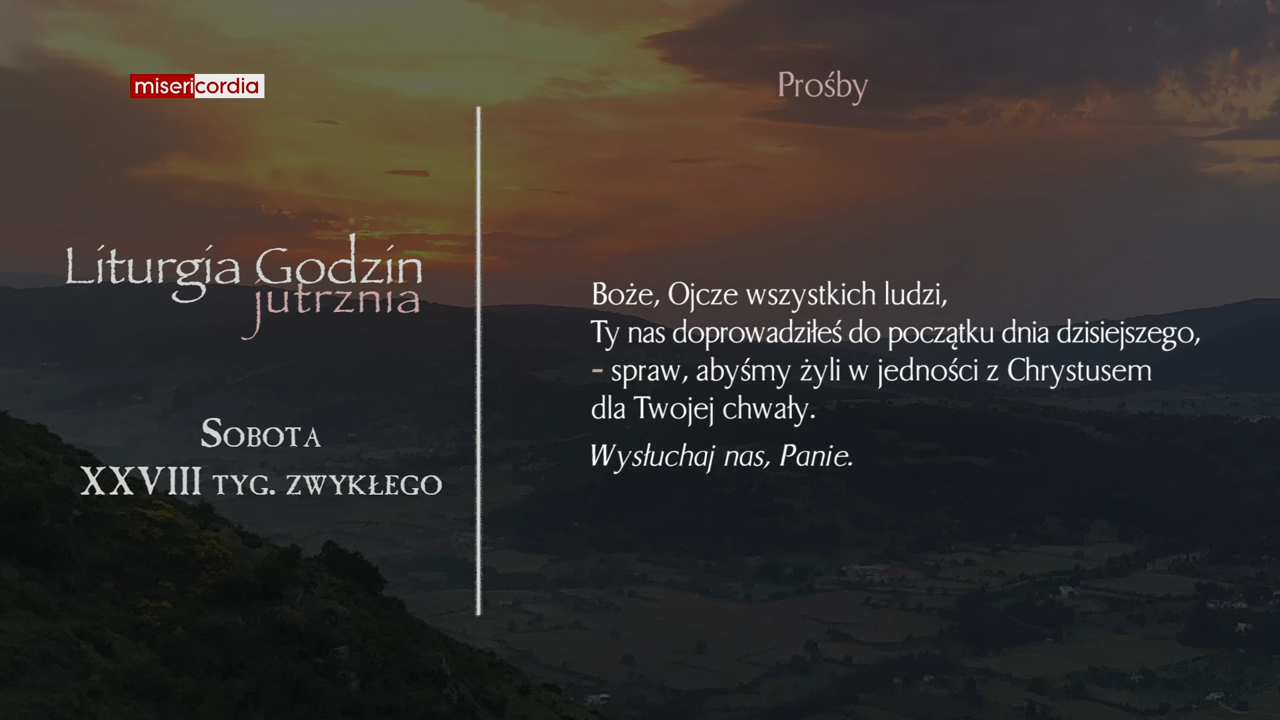 misericordia
Prośby
Liturgia Godzin
jutrznia
Sobota
XXVIII tyg. zwykłego
Boże, Ojcze wszystkich ludzi,
Ty nas doprowadziłeś do początku dnia dzisiejszego,
- spraw, abyśmy żyli w jedności z Chrystusem
dla Twojej chwały.
Wysłuchaj nas, Panie.